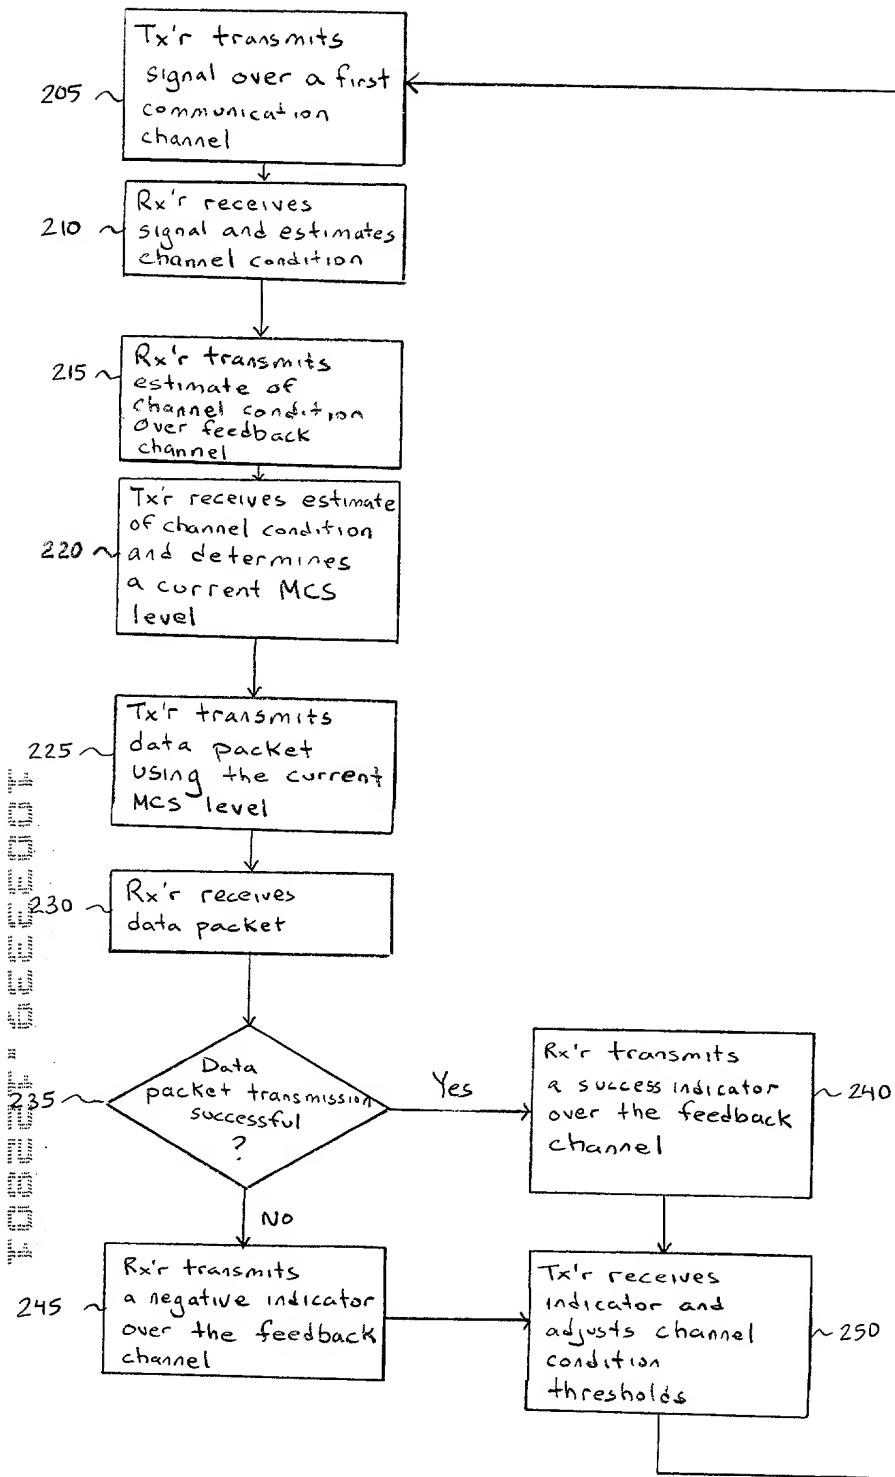 Tx'r transmits
signal over a first
communication
channel
205
Rx'r receives
signal and estimates
channel condition
210
Rx'r transmits
estimate of
channel condition
over feedback
channel
215
Tx'r receives estimate
of channel condition
and determines
a current MCS
level
220
Tx'r transmits
data packet
using the current
MCS level
225
Rx'r receives
data packet
230
Data
packet transmission
successful
?
235
Yes
No
Rx'r transmits
a success indicator
over the feedback
channel
240
Rx'r transmits
a negative indicator
over the feedback
channel
245
Tx'r receives
indicator and
adjusts channel
condition
thresholds
250